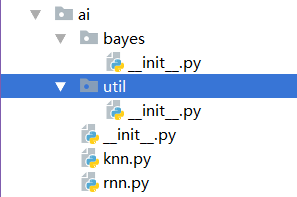 ai
bayes
__init__.py
util
__init__.py
__init__.py
knn.py
rnn.py